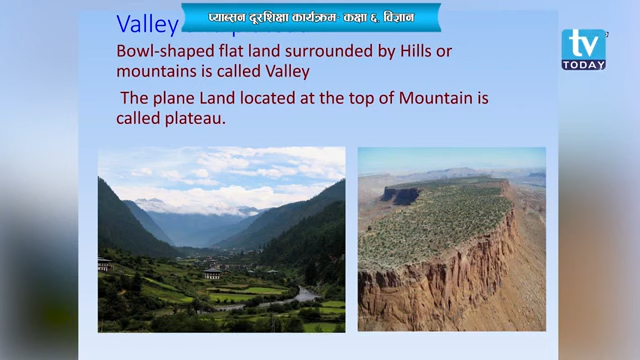 प्याब्सन दूरशिक्षा कार्यक्रम कक्षा ६, विज्ञान
Valley
Bowl-shaped flat land surrounded by Hills or
mountains is called Valley
The plane Land located at the top of Mountain is
called plateau.
tv
TODAY